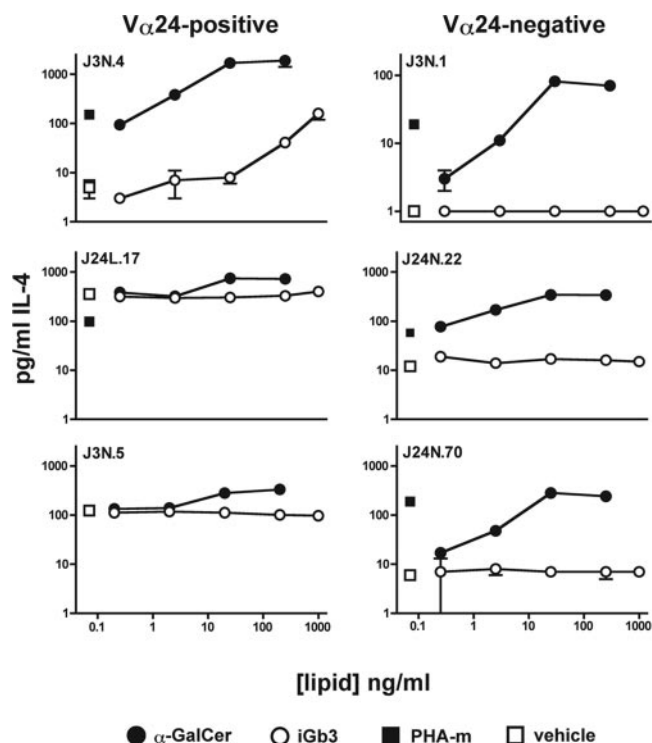 Vα24-positive
Vα24-negative
J3N.4
1000
100
10
1
J3N.1
100
10
1
J24L.17
1000
100
10
1
J24N.22
1000
100
10
1
J3N.5
1000
100
10
1
0.1 1 10 100 1000
J24N.70
1000
100
10
1
0.1 1 10 100 1000
pg/ml IL-4
[lipid] ng/ml
α-GalCer iGb3 PHA-m vehicle